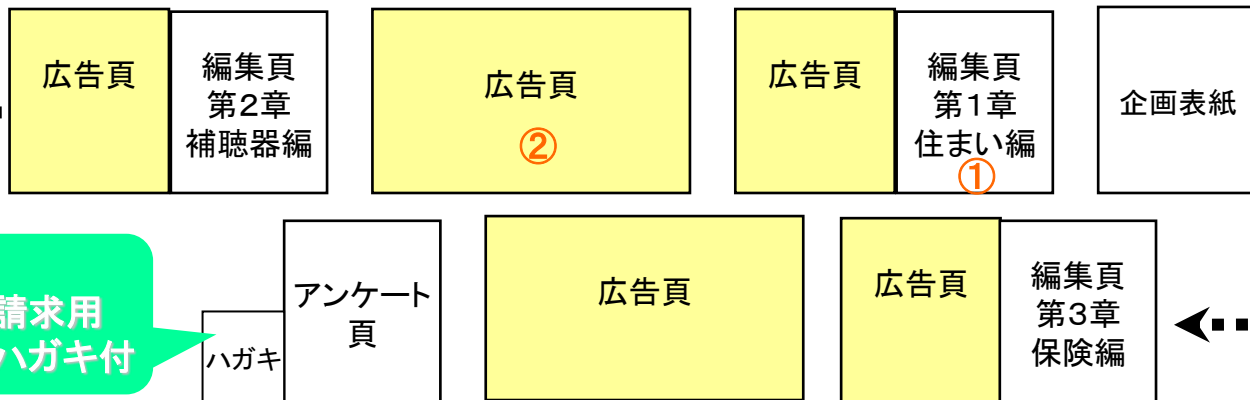 企画表紙
編集頁
第1章
住まい編
①
広告頁
広告頁
②
編集頁
第2章
補聴器編
広告頁
編集頁
第3章
保険編
広告頁
広告頁
アンケート
頁
ハガキ
請求用
ハガキ付